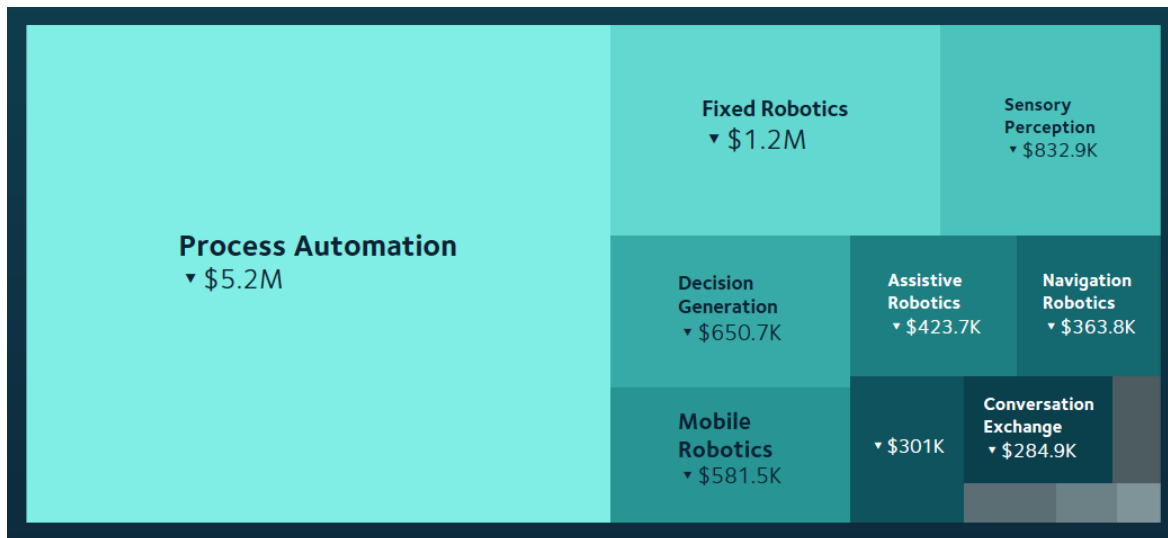 Process Automation
▼ $5.2M
Fixed Robotics
▼ $1.2M
Sensory
Perception
▼ $832.9K
Decision
Generation
▼ $650.7K
Assistive
Robotics
▼ $423.7K
Navigation
Robotics
▼ $363.8K
Mobile
Robotics
▼ $581.5K
▼ $301K
Conversation
Exchange
▼ $284.9K